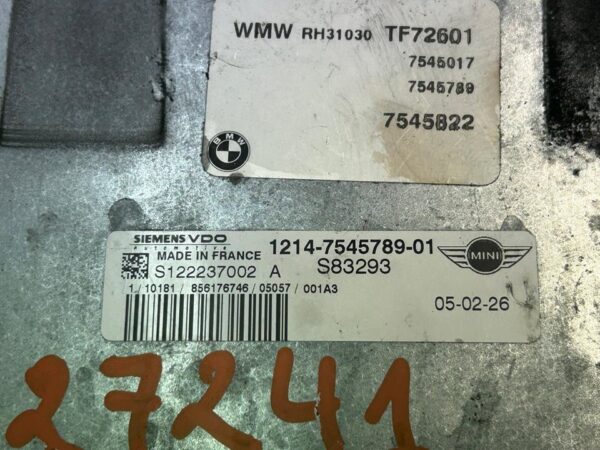 WMW RH31030 TF72601
7545017
7545789
7545822
BMW
SIEMENS VDO
automotive
MADE IN FRANCE
1214-7545789-01
MINI
S122237002 A
S83293
1./10181/856176746/05057/001A3
05-02-26
27241